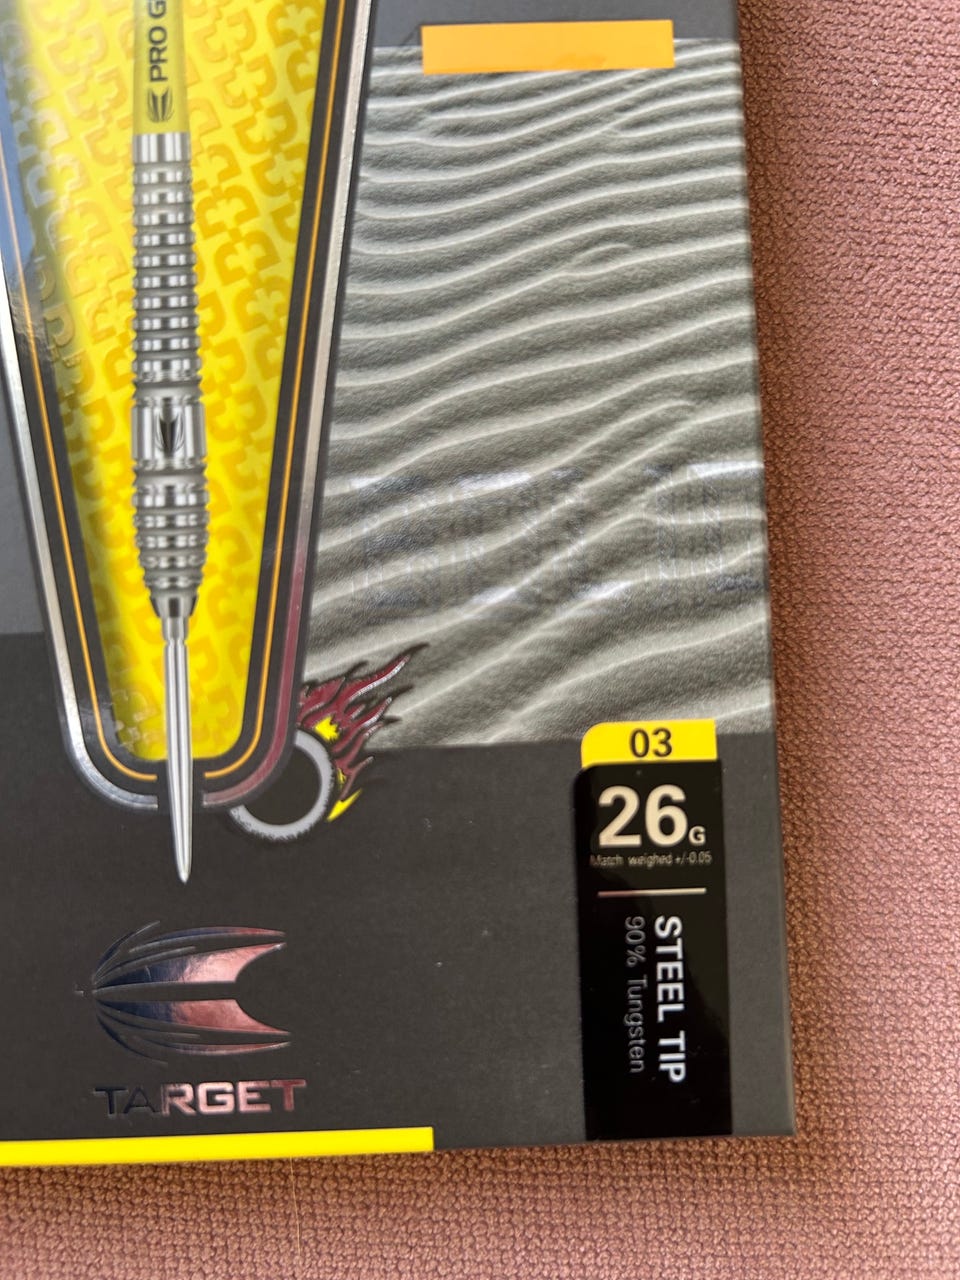 PRO G
03
26G
Match weighed +/-0.05
STEEL TIP
90% Tungsten
TARGET